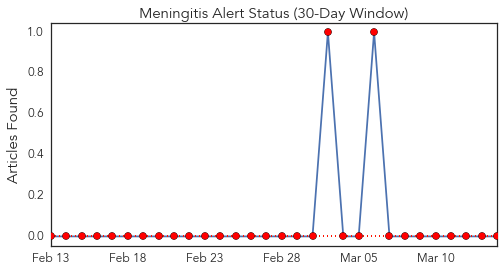 Meningitis Alert Status (30-Day Window)
Articles Found
1.0
0.8
0.6
0.4
0.2
0.0
Feb 13 Feb 18 Feb 23 Feb 28 Mar 05 Mar 10